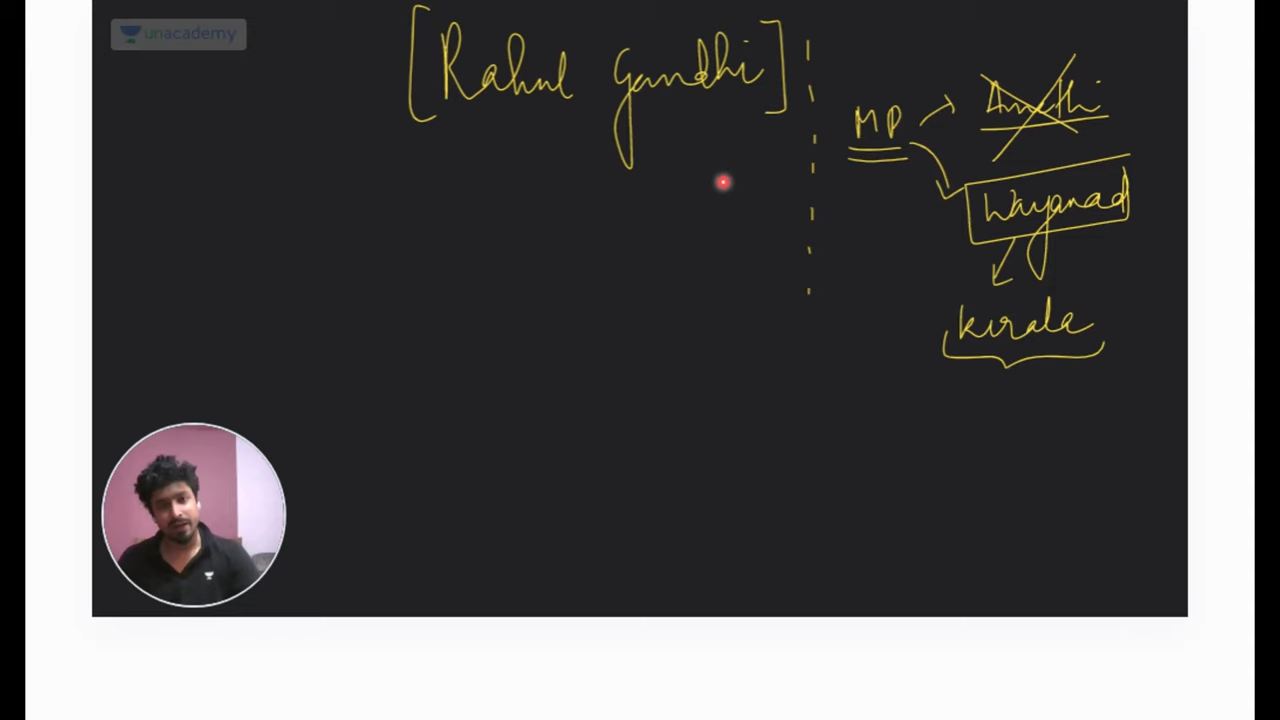 unacademy
[Rahul Gandhi]
MP → Amethi
Wayanad
Kerala